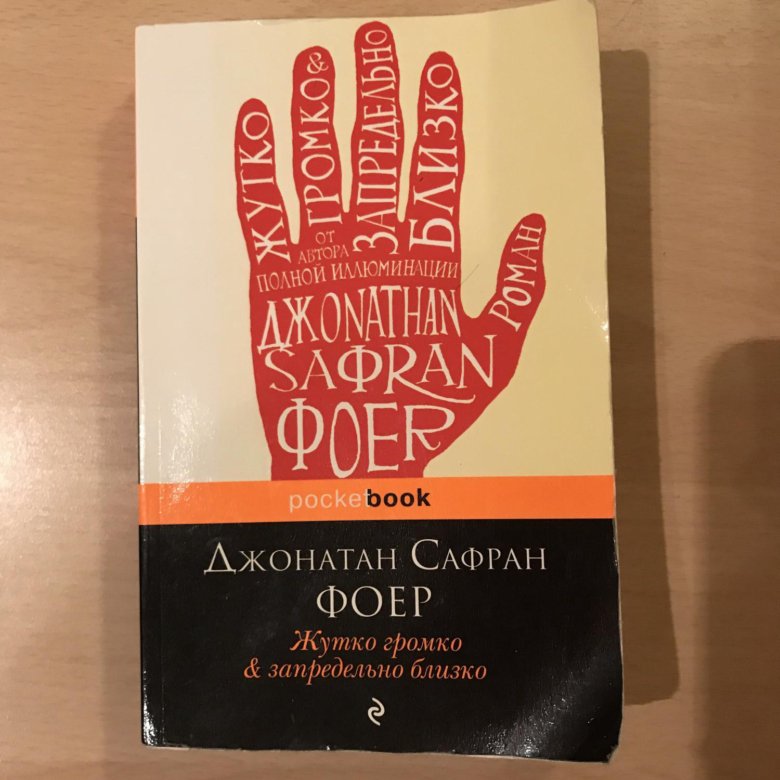 ЖУТКО
ГРОМКО &
ЗАПРЕДЕЛЬНО
БЛИЗКО
ОТ
АВТОРА
ПОЛНОЙ ИЛЛЮМИНАЦИИ
РОМАН
ДЖОNATHAN
SAФRAN
ФOER
pocketbook
ДЖОНАТАН САФРАН
ФОЕР
Жутко громко
& запредельно близко